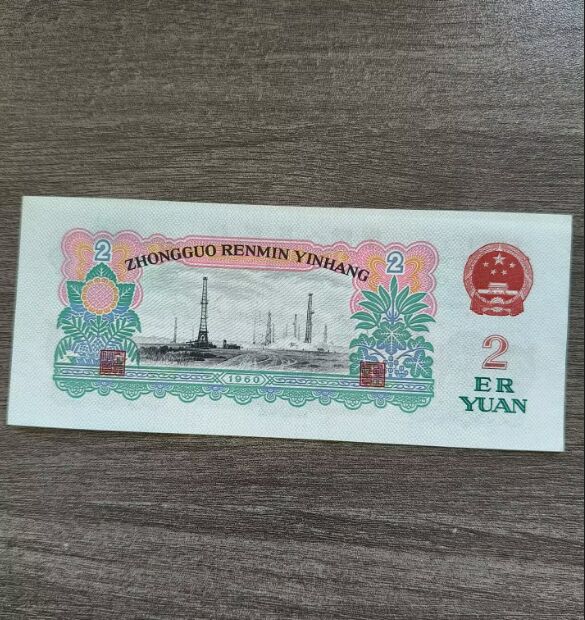 2
ZHONGGUO RENMIN YINHANG
2
1960
2
ER
YUAN